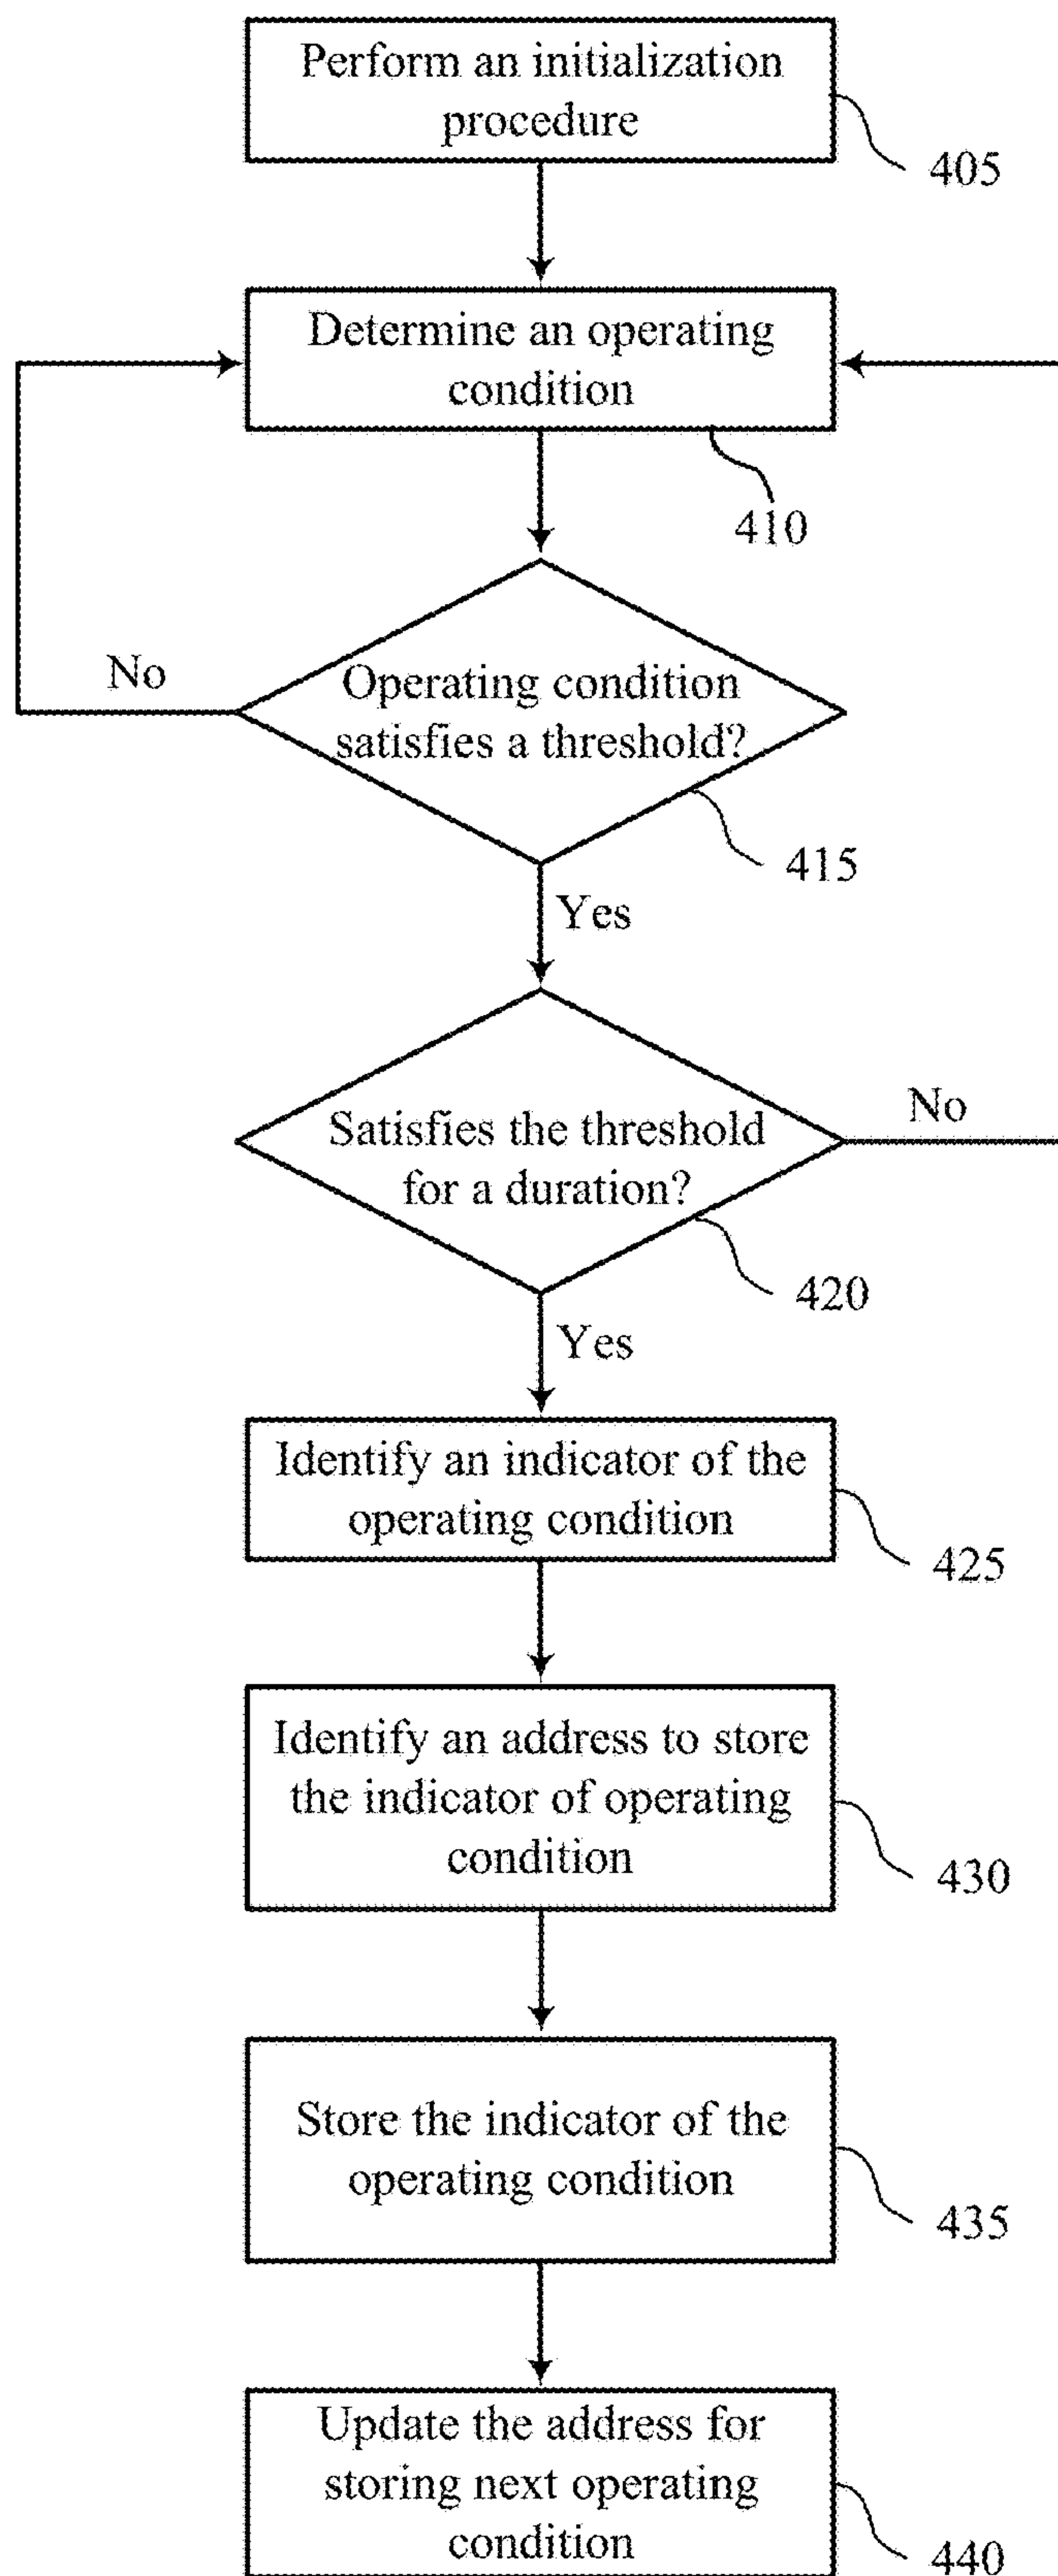 Perform an initialization
procedure
405
Determine an operating
condition
410
No
Operating condition
satisfies a threshold?
415
Yes
No
Satisfies the threshold
for a duration?
420
Yes
Identify an indicator of the
operating condition
425
Identify an address to store
the indicator of operating
condition
430
Store the indicator of the
operating condition
435
Update the address for
storing next operating
condition
440